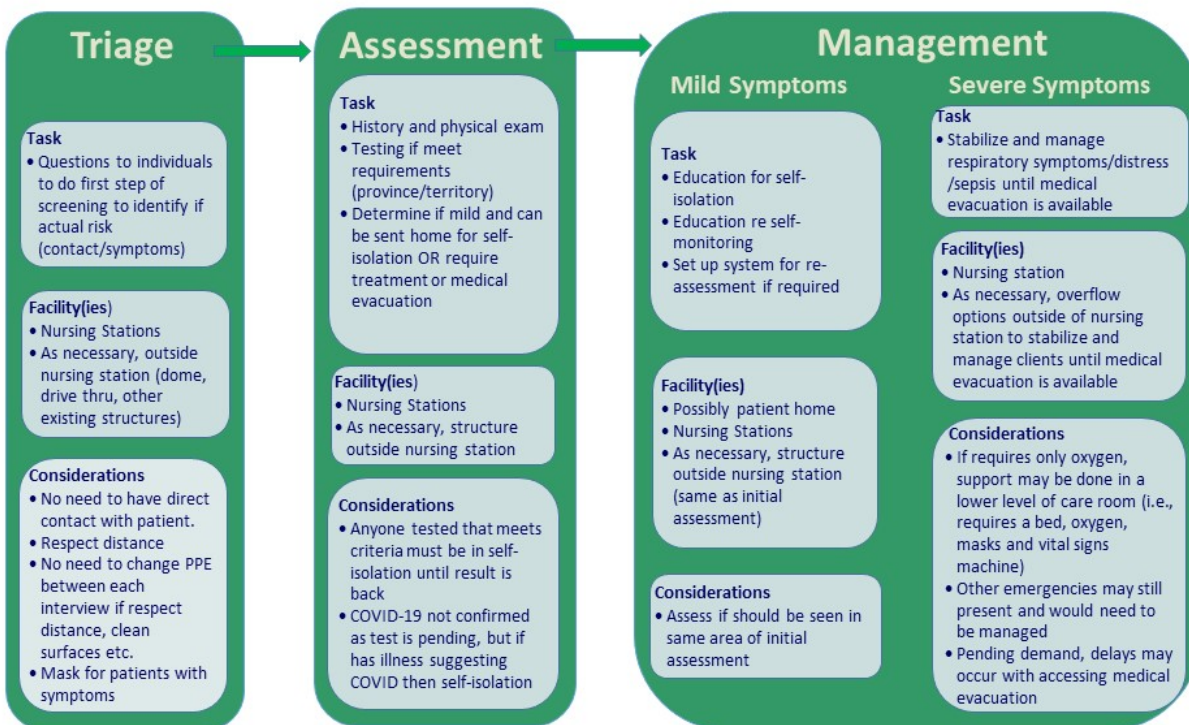 Triage
Task
• Questions to individuals
to do first step of
screening to identify if
actual risk
(contact/symptoms)
Facility(ies)
• Nursing Stations
• As necessary, outside
nursing station (dome,
drive thru, other
existing structures)
Considerations
• No need to have direct
contact with patient.
• Respect distance
• No need to change PPE
between each
interview if respect
distance, clean
surfaces etc.
• Mask for patients with
symptoms
Assessment
Task
• History and physical exam
• Testing if meet
requirements
(province/territory)
• Determine if mild and can
be sent home for self-
isolation OR require
treatment or medical
evacuation
Facility(ies)
• Nursing Stations
• As necessary, structure
outside nursing station
Considerations
• Anyone tested that meets
criteria must be in self-
isolation until result is
back
• COVID-19 not confirmed
as test is pending, but if
has illness suggesting
COVID then self-isolation
Management
Mild Symptoms
Task
• Education for self-
isolation
• Education re self-
monitoring
• Set up system for re-
assessment if required
Facility(ies)
• Possibly patient home
• Nursing Stations
• As necessary, structure
outside nursing station
(same as initial
assessment)
Considerations
• Assess if should be seen in
same area of initial
assessment
Severe Symptoms
Task
• Stabilize and manage
respiratory symptoms/distress
/sepsis until medical
evacuation is available
Facility(ies)
• Nursing station
• As necessary, overflow
options outside of nursing
station to stabilize and
manage clients until medical
evacuation is available
Considerations
• If requires only oxygen,
support may be done in a
lower level of care room (i.e.,
requires a bed, oxygen,
masks and vital signs
machine)
• Other emergencies may still
present and would need to
be managed
• Pending demand, delays may
occur with accessing medical
evacuation